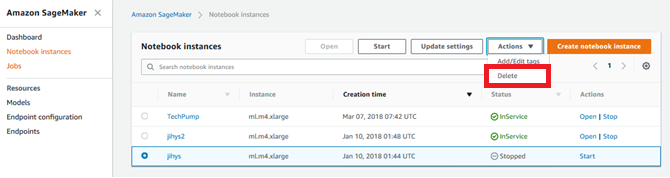 Amazon SageMaker
Amazon SageMaker > Notebook instances
Dashboard
Notebook instances
Jobs
Resources
Models
Endpoint configuration
Endpoints
Notebook instances
Open
Start
Update settings
Actions
Create notebook instance
Add/Edit tags
Delete
Search notebook instances
1
Name Instance Creation time Status Actions
TechPump ml.m4.xlarge Mar 07, 2018 07:42 UTC InService Open | Stop
jihys2 ml.m4.xlarge Jan 10, 2018 01:48 UTC InService Open | Stop
jihys ml.m4.xlarge Jan 10, 2018 01:44 UTC Stopped Start